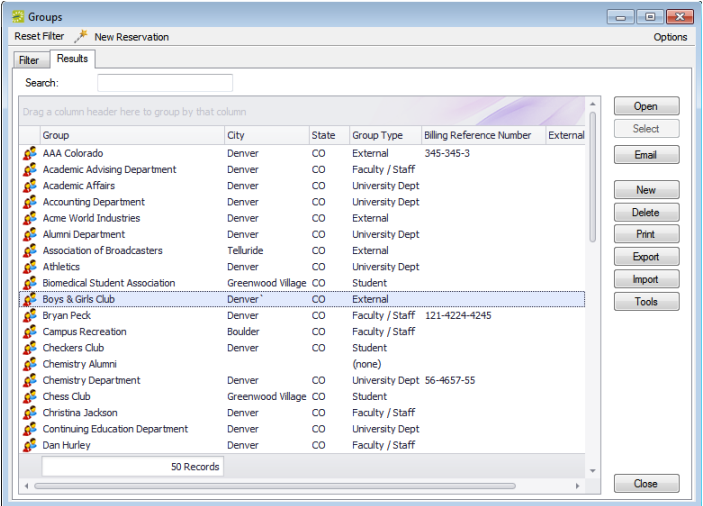 Groups
Reset Filter New Reservation Options
Filter Results
Search:
Drag a column header here to group by that column
Group City State Group Type Billing Reference Number External
AAA Colorado Denver CO External 345-345-3
Academic Advising Department Denver CO Faculty / Staff
Academic Affairs Denver CO University Dept
Accounting Department Denver CO University Dept
Acme World Industries Denver CO External
Alumni Department Denver CO University Dept
Association of Broadcasters Telluride CO External
Athletics Denver CO University Dept
Biomedical Student Association Greenwood Village CO Student
Boys & Girls Club Denver` CO External
Bryan Peck Denver CO Faculty / Staff 121-4224-4245
Campus Recreation Boulder CO Faculty / Staff
Checkers Club Denver CO Student
Chemistry Alumni (none)
Chemistry Department Denver CO University Dept 56-4657-55
Chess Club Greenwood Village CO Student
Christina Jackson Denver CO Faculty / Staff
Continuing Education Department Denver CO University Dept
Dan Hurley Denver CO Faculty / Staff
50 Records
Open
Select
Email
New
Delete
Print
Export
Import
Tools
Close